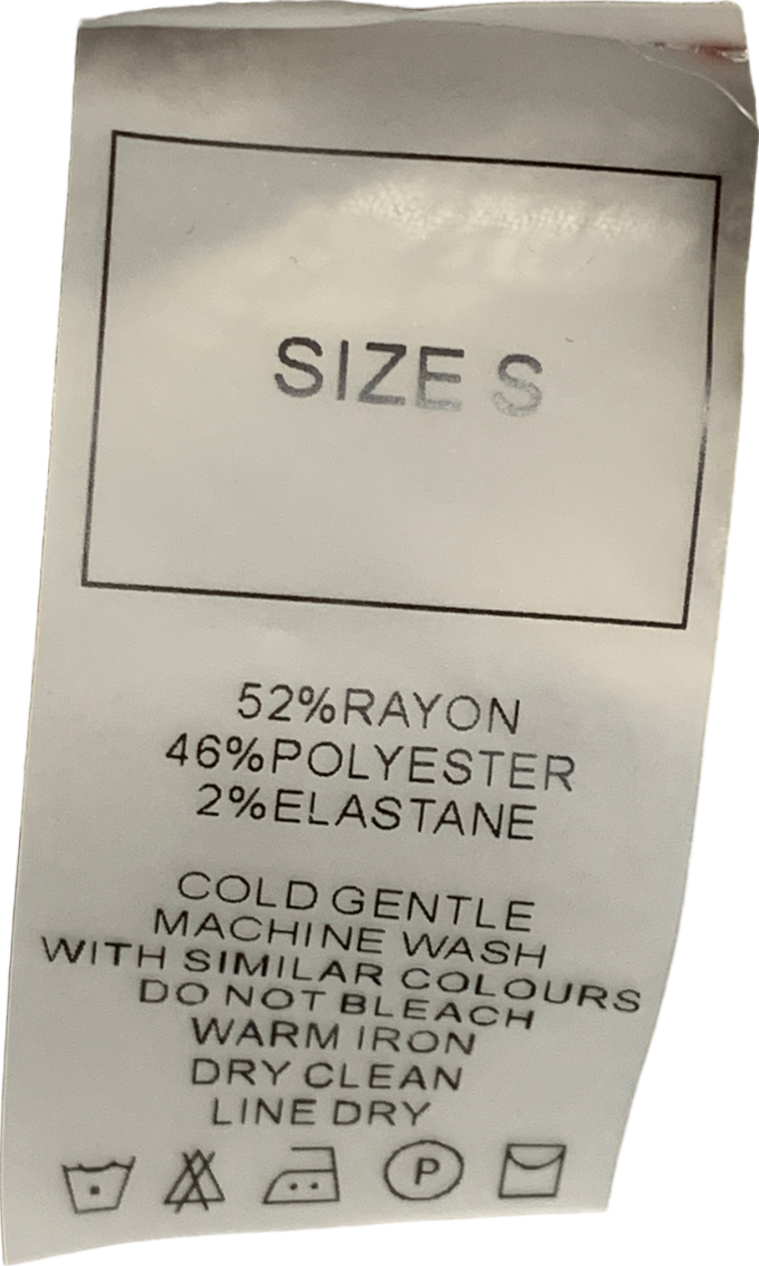 SIZE S
52%RAYON
46%POLYESTER
2%ELASTANE
COLD GENTLE
MACHINE WASH
WITH SIMILAR COLOURS
DO NOT BLEACH
WARM IRON
DRY CLEAN
LINE DRY
P